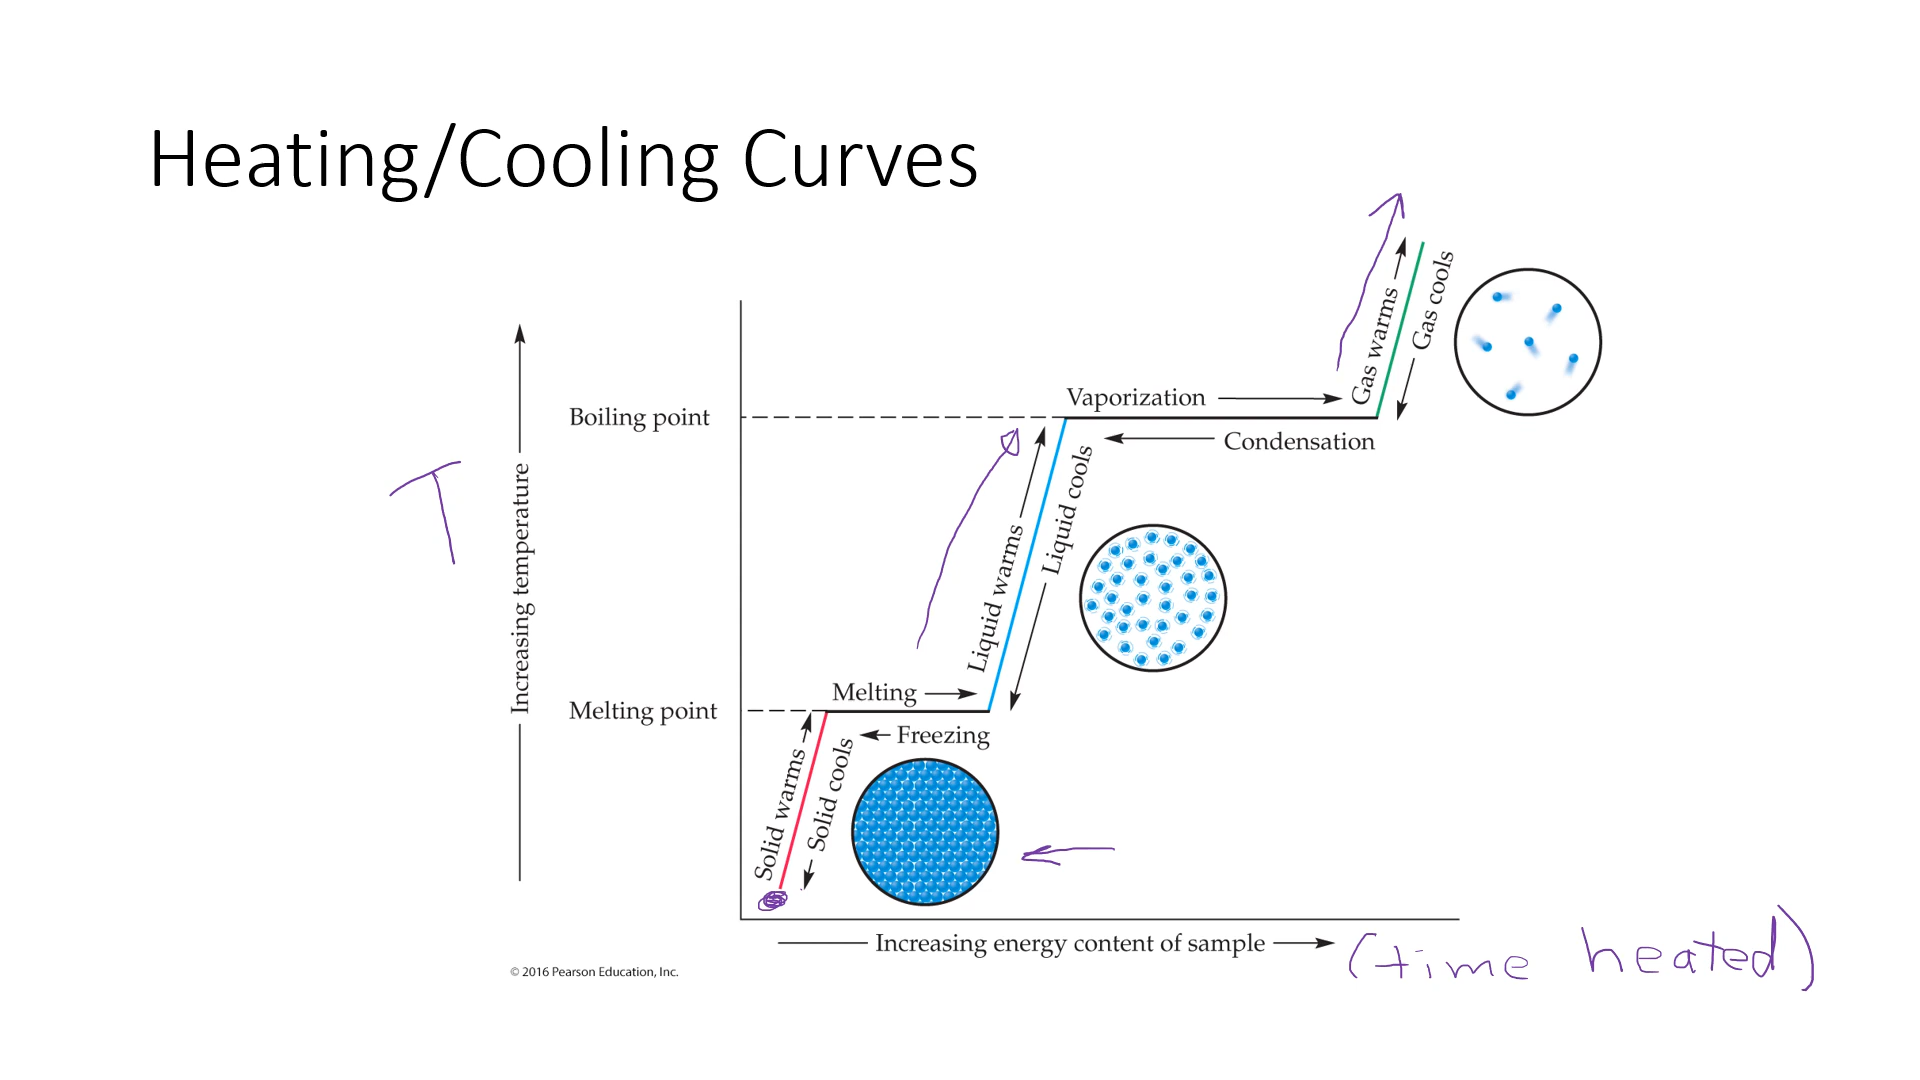 Heating/Cooling Curves
Gas warms
Gas cools
Vaporization
Boiling point
Condensation
T
Increasing temperature
Liquid warms
Liquid cools
Melting
Melting point
Freezing
Solid warms
Solid cools
Increasing energy content of sample
(time heated)
© 2016 Pearson Education, Inc.